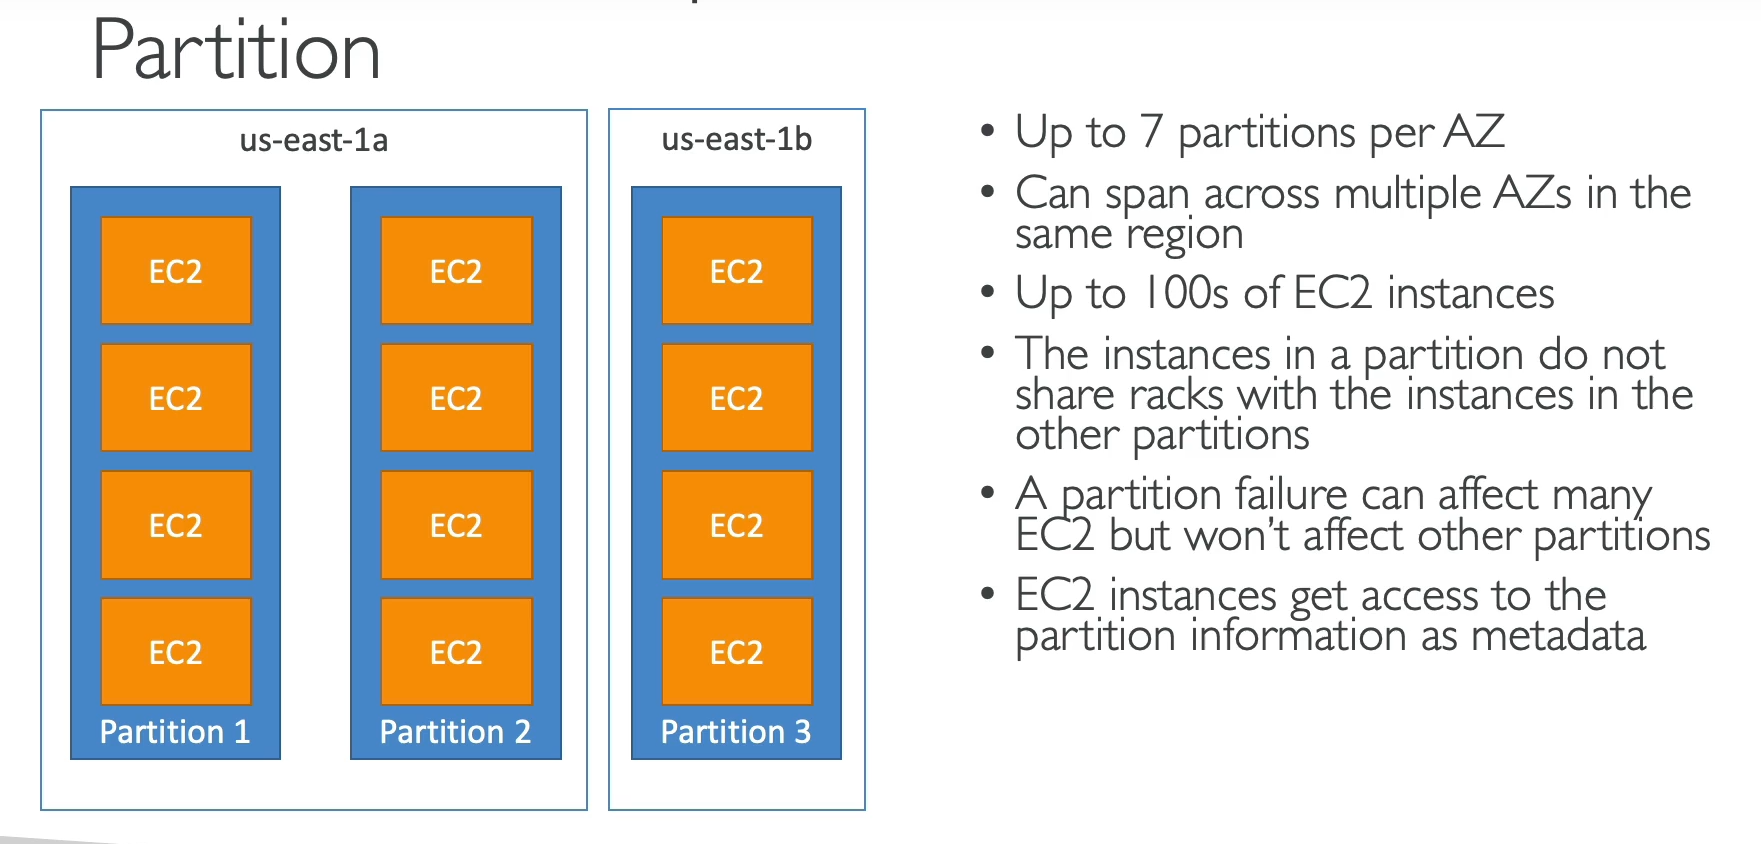 Partition
us-east-1a
us-east-1b
EC2
EC2
EC2
EC2
EC2
EC2
EC2
EC2
EC2
EC2
EC2
EC2
Partition 1
Partition 2
Partition 3
• Up to 7 partitions per AZ
• Can span across multiple AZs in the
same region
• Up to 100s of EC2 instances
• The instances in a partition do not
share racks with the instances in the
other partitions
• A partition failure can affect many
EC2 but won’t affect other partitions
• EC2 instances get access to the
partition information as metadata